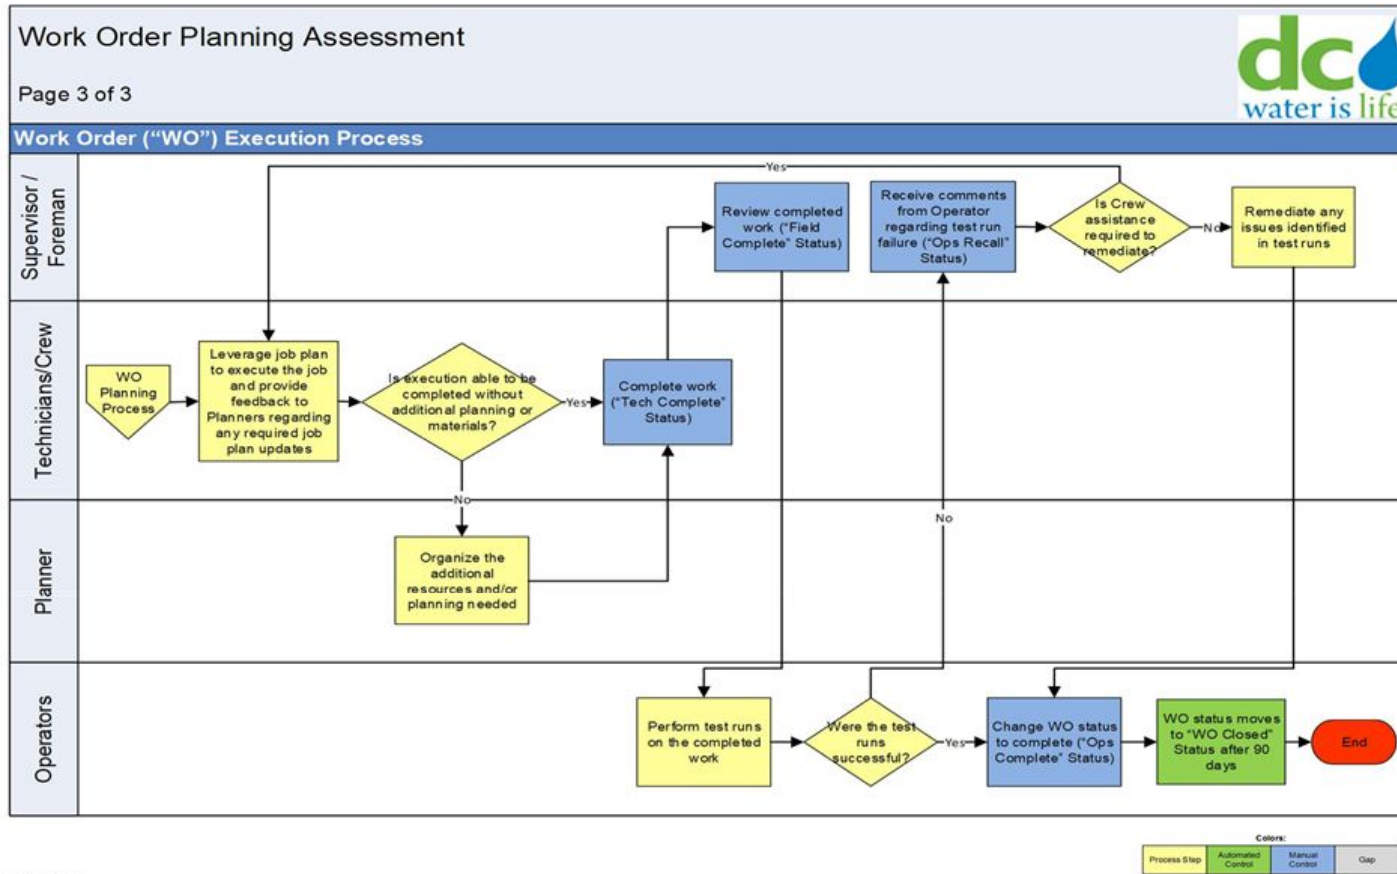 Work Order Planning Assessment
Page 3 of 3
dc
water is life
Work Order ("WO") Execution Process
Supervisor /
Foreman
Yes
Review completed
work ("Field
Complete" Status)
Receive comments
from Operator
regarding test run
failure ("Ops Recall"
Status)
Is Crew
assistance
required to
remediate?
No
Remediate any
issues identified
in test runs
Technicians/Crew
WO
Planning
Process
Leverage job plan
to execute the job
and provide
feedback to
Planners regarding
any required job
plan updates
Is execution able to be
completed without
additional planning or
materials?
Yes
Complete work
("Tech Complete"
Status)
No
Planner
Organize the
additional
resources and/or
planning needed
No
Operators
Perform test runs
on the completed
work
Were the test
runs
successful?
Yes
Change WO status
to complete ("Ops
Complete" Status)
WO status moves
to "WO Closed"
Status after 90
days
End
Colors:
Process Step
Automated
Control
Manual
Control
Gap